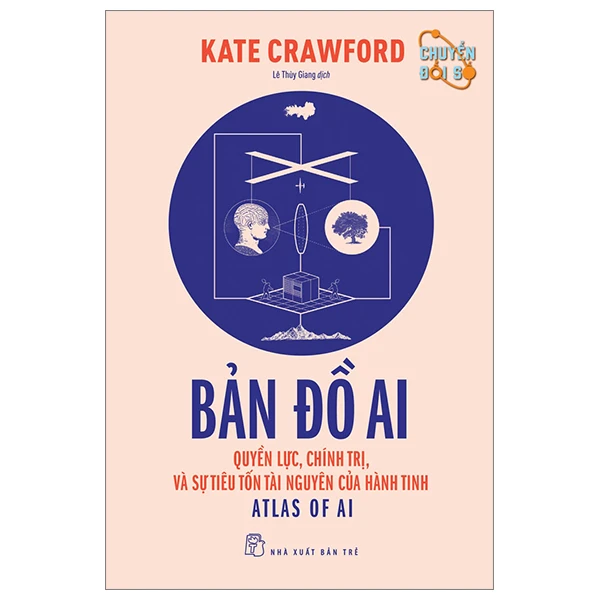 KATE CRAWFORD
CHUYỂN
ĐỔI SỐ
Lê Thùy Giang dịch
BẢN ĐỒ AI
QUYỀN LỰC, CHÍNH TRỊ,
VÀ SỰ TIÊU TỐN TÀI NGUYÊN CỦA HÀNH TINH
ATLAS OF AI
NHÀ XUẤT BẢN TRẺ